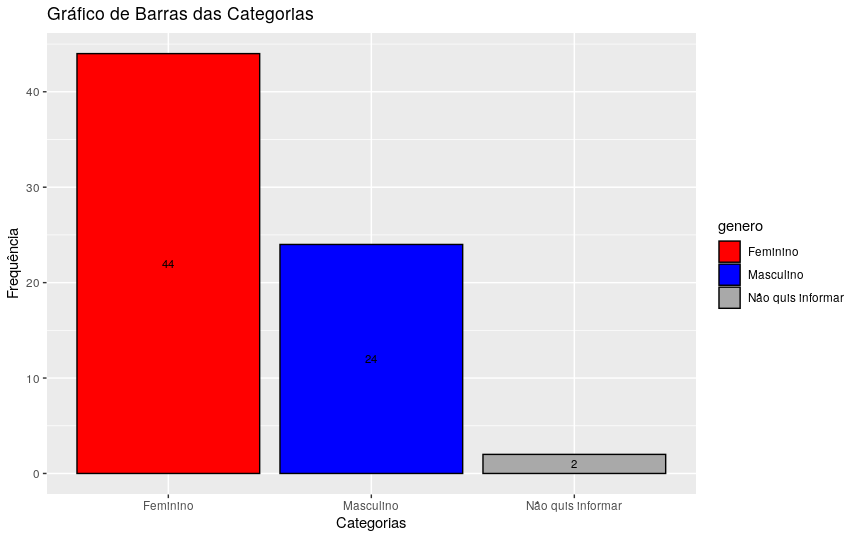 Gráfico de Barras das Categorias
Frequência
40
30
20
10
0
44
24
2
Feminino
Masculino
Não quis informar
Categorias
genero
Feminino
Masculino
Não quis informar